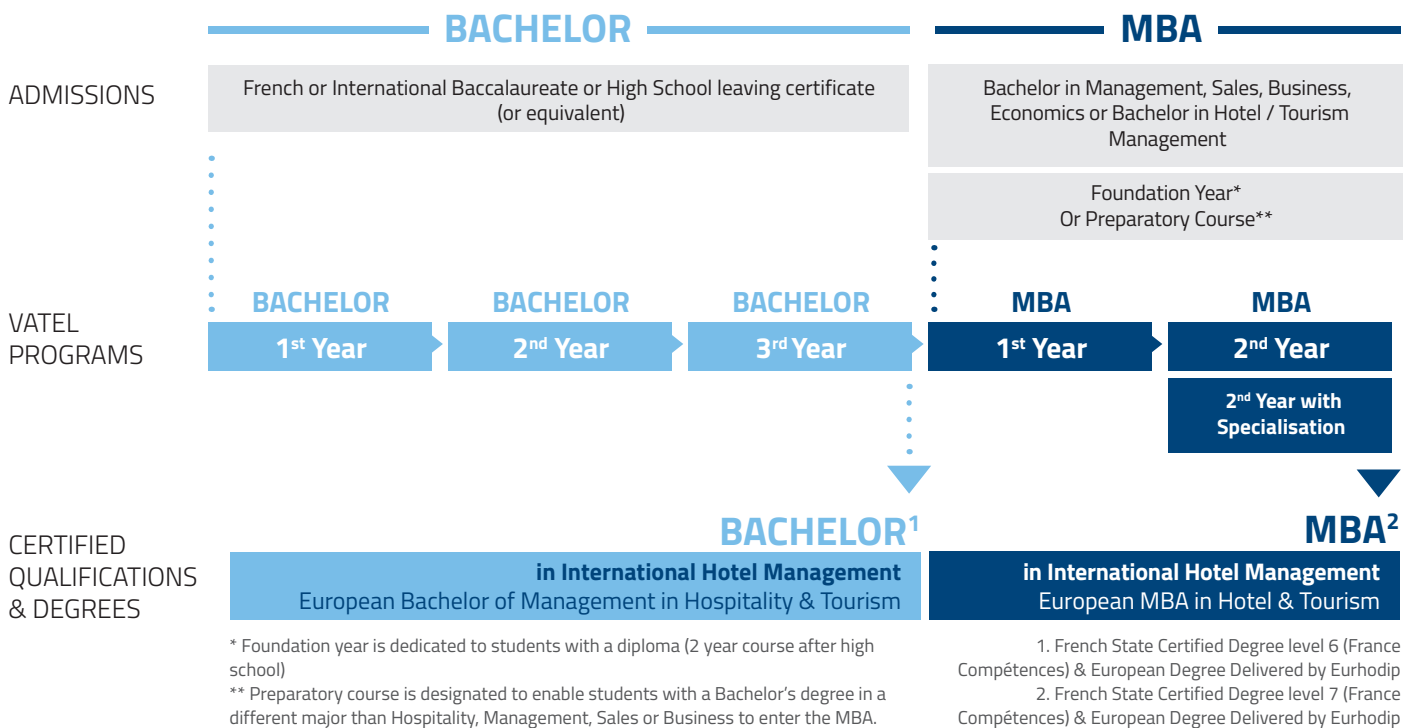 BACHELOR
MBA
ADMISSIONS
French or International Baccalaureate or High School leaving certificate
(or equivalent)
Bachelor in Management, Sales, Business,
Economics or Bachelor in Hotel / Tourism
Management
Foundation Year*
Or Preparatory Course**
VATEL
PROGRAMS
BACHELOR
1st Year
BACHELOR
2nd Year
BACHELOR
3rd Year
MBA
1st Year
MBA
2nd Year
2nd Year with
Specialisation
CERTIFIED
QUALIFICATIONS
& DEGREES
BACHELOR1
in International Hotel Management
European Bachelor of Management in Hospitality & Tourism
MBA2
in International Hotel Management
European MBA in Hotel & Tourism
* Foundation year is dedicated to students with a diploma (2 year course after high
school)
** Preparatory course is designated to enable students with a Bachelor's degree in a
different major than Hospitality, Management, Sales or Business to enter the MBA.
1. French State Certified Degree level 6 (France
Compétences) & European Degree Delivered by Eurhodip
2. French State Certified Degree level 7 (France
Compétences) & European Degree Delivered by Eurhodip